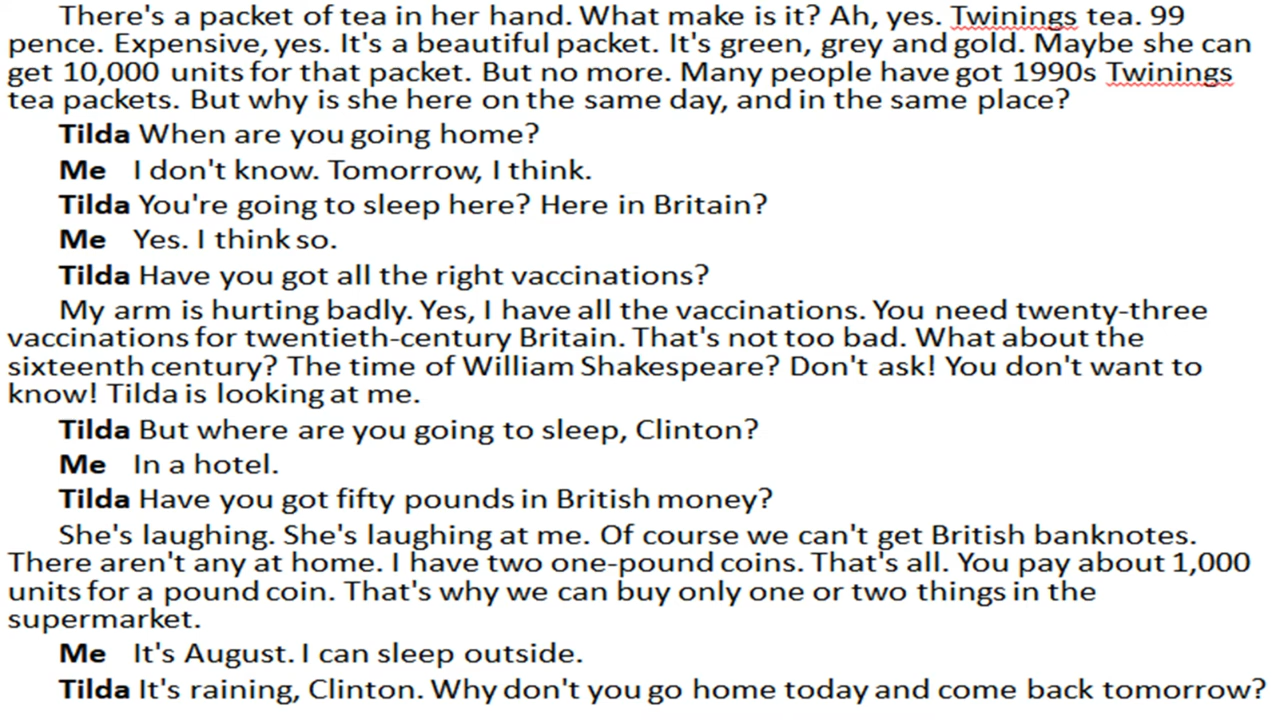 There's a packet of tea in her hand. What make is it? Ah, yes. Twinings tea. 99
pence. Expensive, yes. It's a beautiful packet. It's green, grey and gold. Maybe she can
get 10,000 units for that packet. But no more. Many people have got 1990s Twinings
tea packets. But why is she here on the same day, and in the same place?
Tilda When are you going home?
Me I don't know. Tomorrow, I think.
Tilda You're going to sleep here? Here in Britain?
Me Yes. I think so.
Tilda Have you got all the right vaccinations?
My arm is hurting badly. Yes, I have all the vaccinations. You need twenty-three
vaccinations for twentieth-century Britain. That's not too bad. What about the
sixteenth century? The time of William Shakespeare? Don't ask! You don't want to
know! Tilda is looking at me.
Tilda But where are you going to sleep, Clinton?
Me In a hotel.
Tilda Have you got fifty pounds in British money?
She's laughing. She's laughing at me. Of course we can't get British banknotes.
There aren't any at home. I have two one-pound coins. That's all. You pay about 1,000
units for a pound coin. That's why we can buy only one or two things in the
supermarket.
Me It's August. I can sleep outside.
Tilda It's raining, Clinton. Why don't you go home today and come back tomorrow?